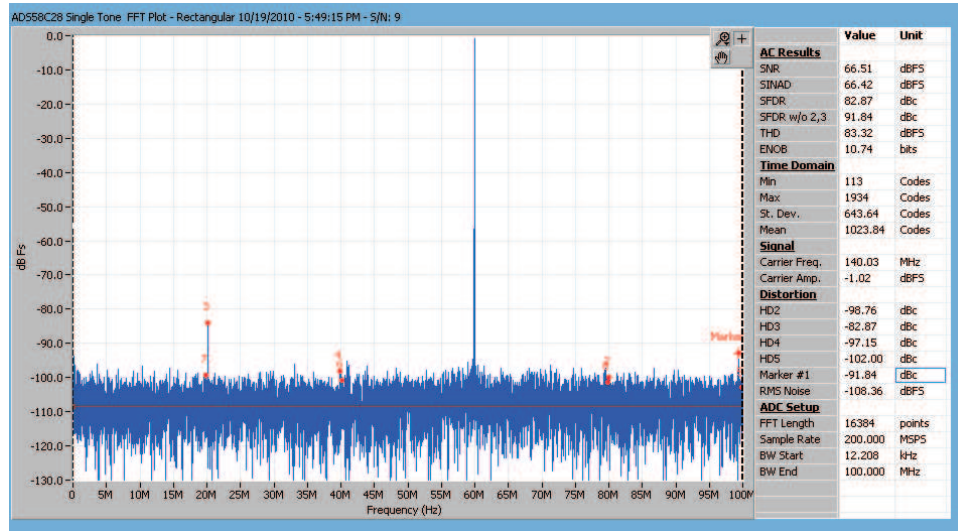 ADS58C28 Single Tone  FFT Plot - Rectangular 10/19/2010 - 5:49:15 PM - S/N: 9
Value Unit
AC Results
SNR 66.51 dBFS
SINAD 66.42 dBFS
SFDR 82.87 dBc
SFDR w/o 2,3 91.84 dBc
THD 83.32 dBFS
ENOB 10.74 bits
Time Domain
Min 113 Codes
Max 1934 Codes
St. Dev. 643.64 Codes
Mean 1023.84 Codes
Signal
Carrier Freq. 140.03 MHz
Carrier Amp. -1.02 dBFS
Distortion
HD2 -98.76 dBc
HD3 -82.87 dBc
HD4 -97.15 dBc
HD5 -102.00 dBc
Marker #1 -91.84 dBc
RMS Noise -108.36 dBFS
ADC Setup
FFT Length 16384 points
Sample Rate 200.000 MSPS
BW Start 12.208 kHz
BW End 100.000 MHz
0.0
-10.0
-20.0
-30.0
-40.0
-50.0
-60.0
-70.0
-80.0
-90.0
-100.0
-110.0
-120.0
-130.0
dB Fs
3
Marke
0 5M 10M 15M 20M 25M 30M 35M 40M 45M 50M 55M 60M 65M 70M 75M 80M 85M 90M 95M 100M
Frequency (Hz)